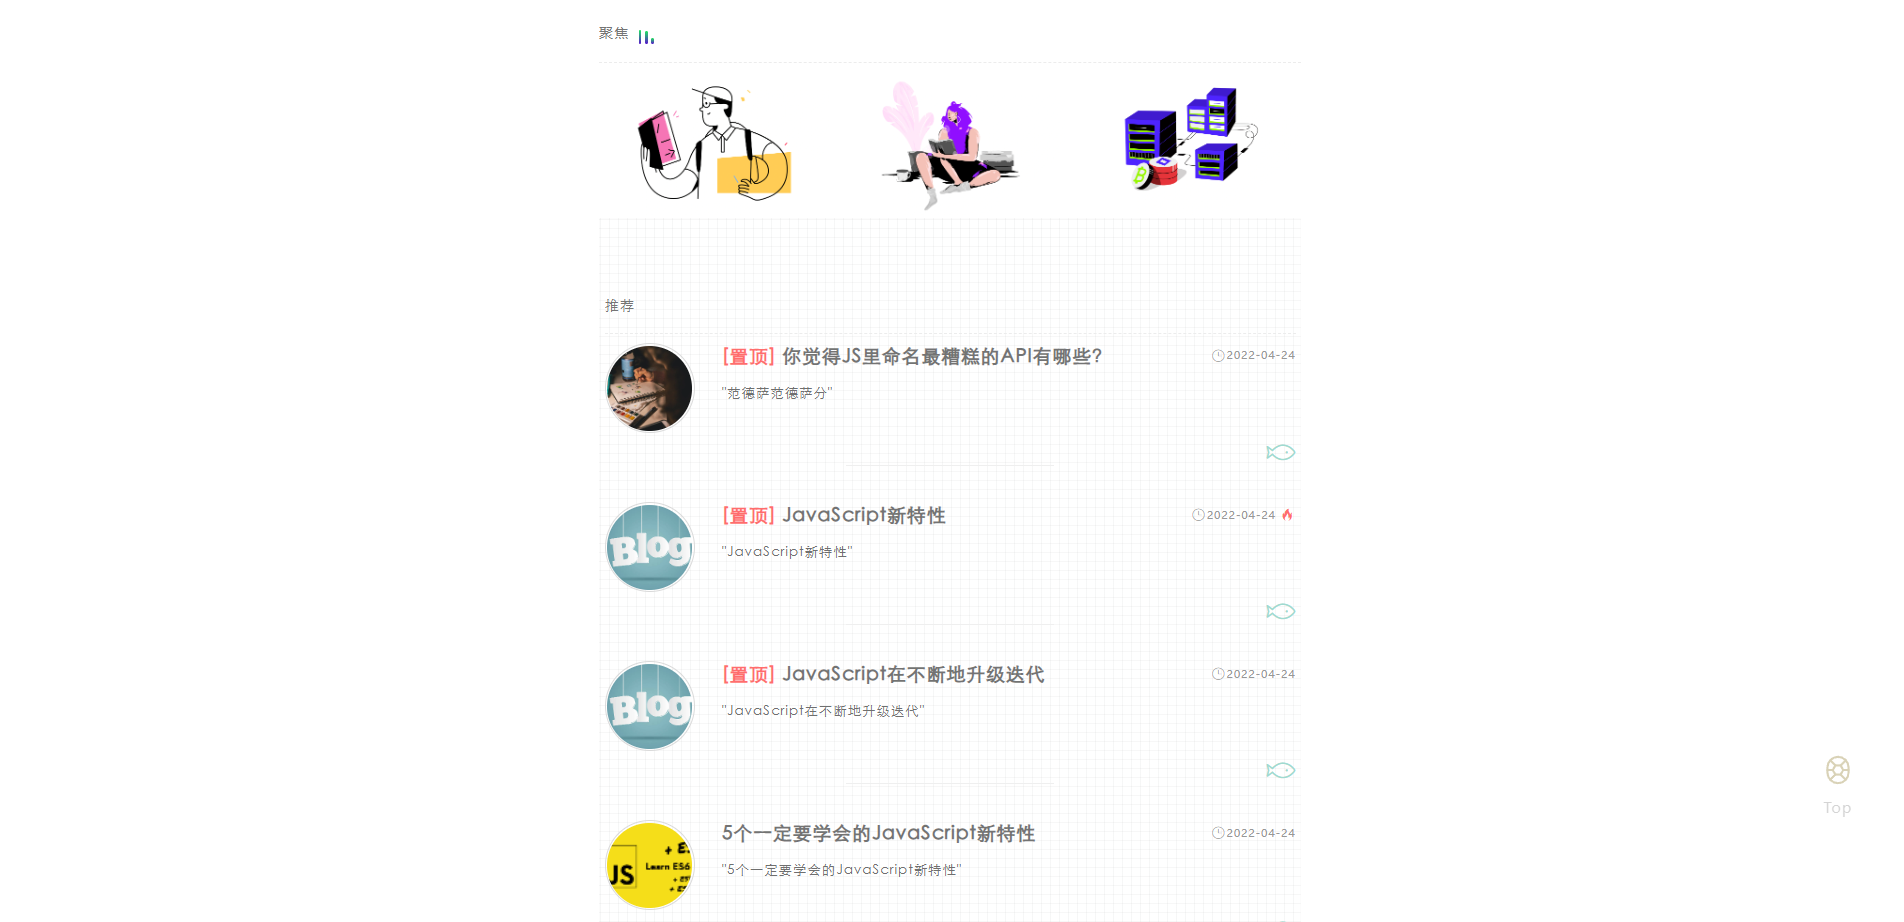 聚焦
推荐
[置顶] 你觉得JS里命名最糟糕的API有哪些?
2022-04-24
"范德萨范德萨分"
[置顶] JavaScript新特性
2022-04-24
Blog
"JavaScript新特性"
[置顶] JavaScript在不断地升级迭代
2022-04-24
Blog
"JavaScript在不断地升级迭代"
Top
5个一定要学会的JavaScript新特性
2022-04-24
JS
Learn ES6
"5个一定要学会的JavaScript新特性"